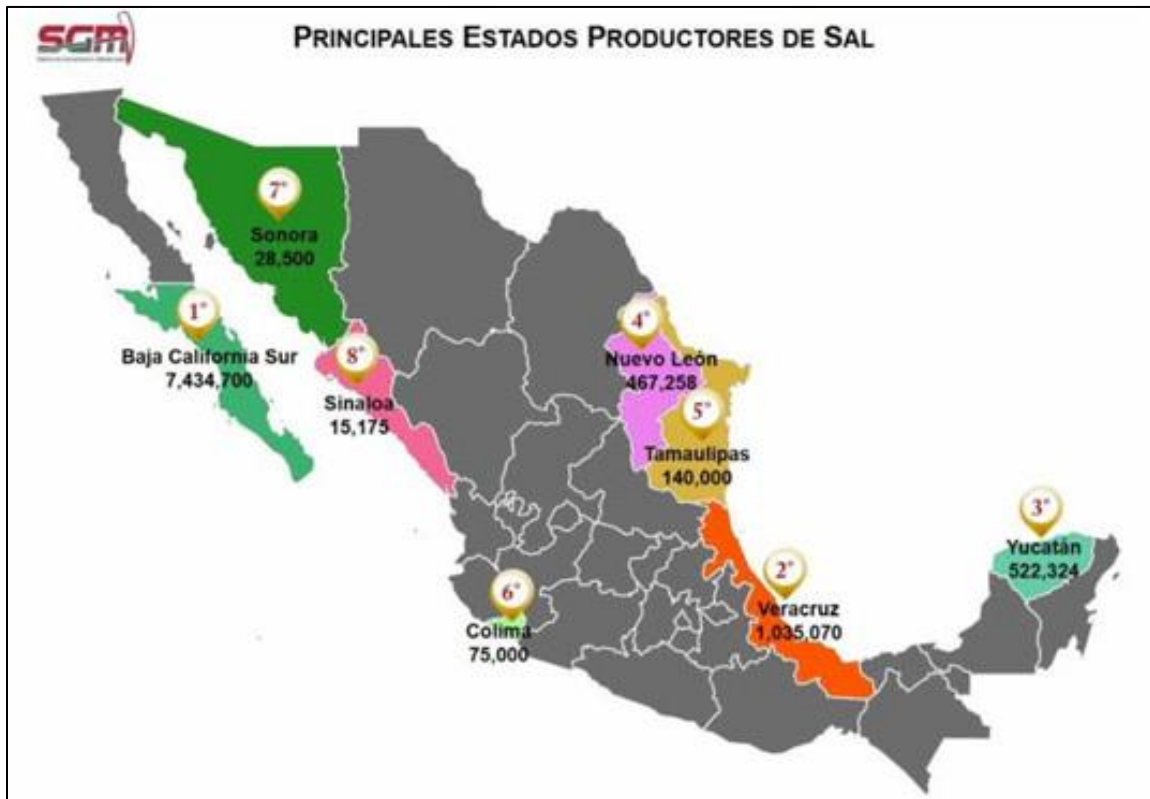 SGM
PRINCIPALES ESTADOS PRODUCTORES DE SAL
7°
Sonora
28,500
1°
Baja California Sur
7,434,700
8°
Sinaloa
15,175
4°
Nuevo León
467,258
5°
Tamaulipas
140,000
3°
Yucatán
522,324
2°
Veracruz
1,035,070
6°
Colima
75,000